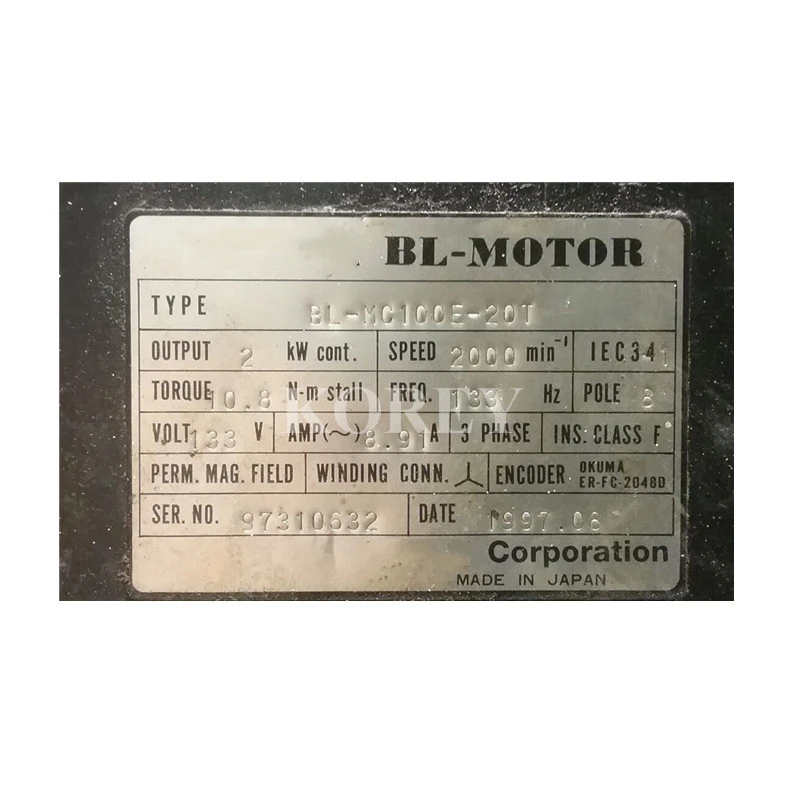 BL-MOTOR
TYPE BL-MC100E-20T
OUTPUT 2 kW cont. SPEED 2000 min⁻¹ IEC34 1
TORQUE 10.8 N-m stall FREQ. 133 Hz POLE 8
VOLT 133 V AMP(~) 8.91 A 3 PHASE INS: CLASS F
PERM. MAG. FIELD WINDING CONN. ENCODER OKUMA
ER-FC-2048D
SER. NO. 97310632 DATE 1997.06
Corporation
MADE IN JAPAN
KOREY